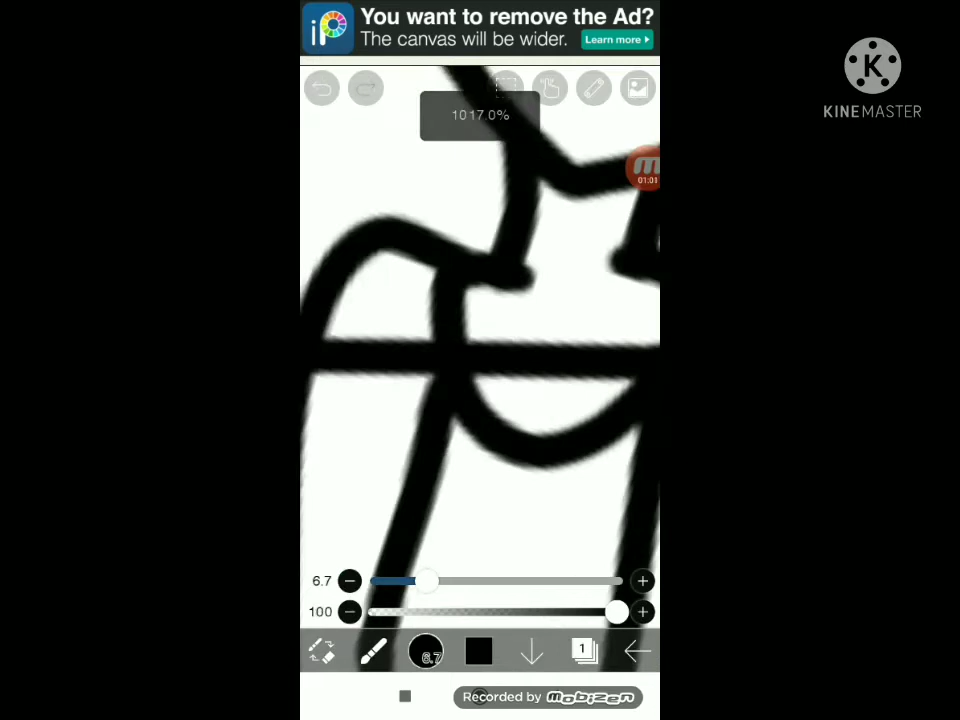 iP
You want to remove the Ad?
The canvas will be wider.
Learn more
1017.0%
K
KINEMASTER
m
01:01
6.7
100
6.7
1
Recorded by mobizen